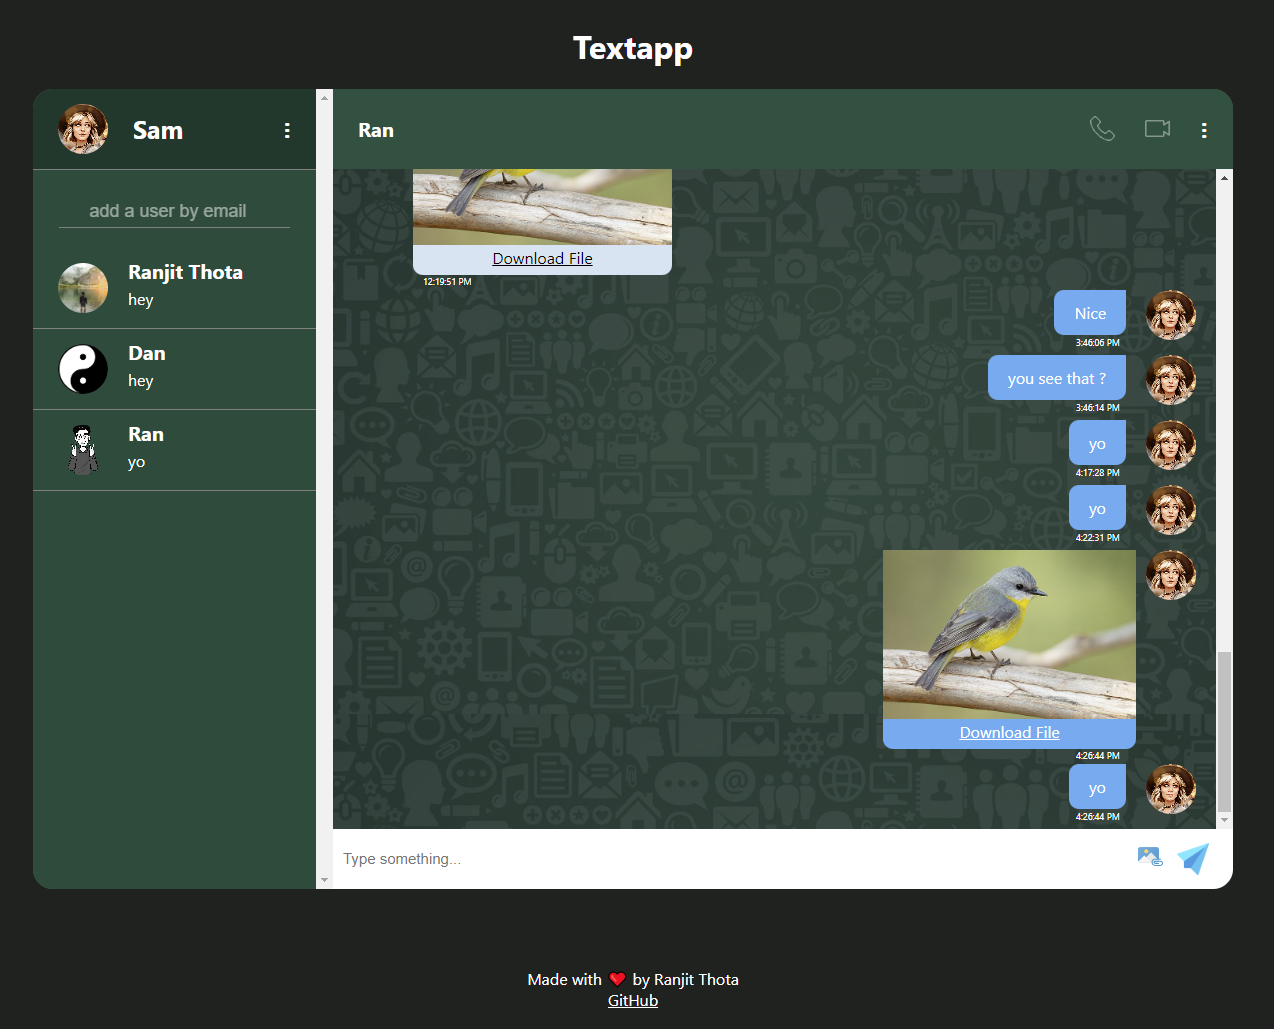 Textapp
Sam
add a user by email
Ranjit Thota
hey
Dan
hey
Ran
yo
Ran
Download File
12:19:51 PM
Nice
3:46:06 PM
you see that ?
3:46:14 PM
yo
4:17:28 PM
yo
4:22:31 PM
Download File
4:26:44 PM
yo
4:26:44 PM
Type something...
Made with ❤️ by Ranjit Thota
GitHub